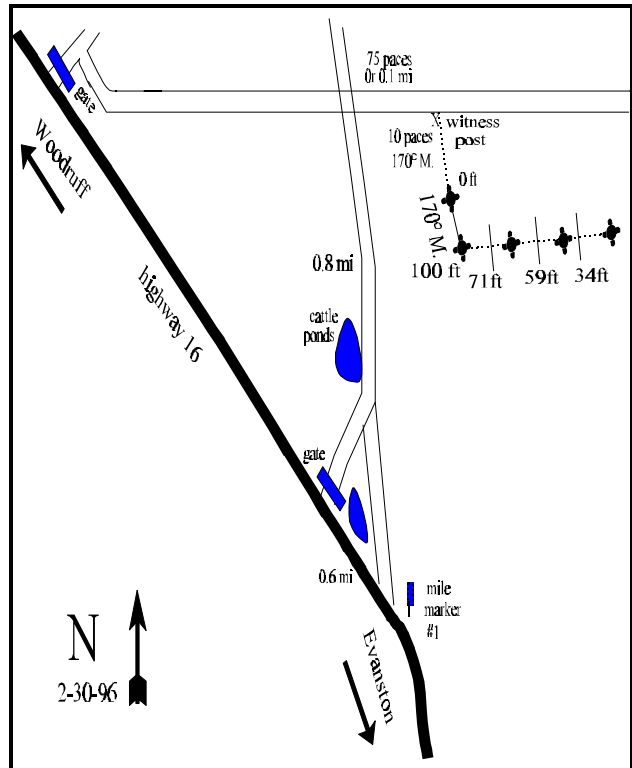 75 paces
0r 0.1 mi
gate
X witness
post
10 paces
170° M.
Woodruff
0 ft
170° M.
100 ft
71ft
59ft
34ft
0.8 mi
highway 16
cattle
ponds
gate
0.6 mi
mile
marker
#1
N
2-30-96
Evanston